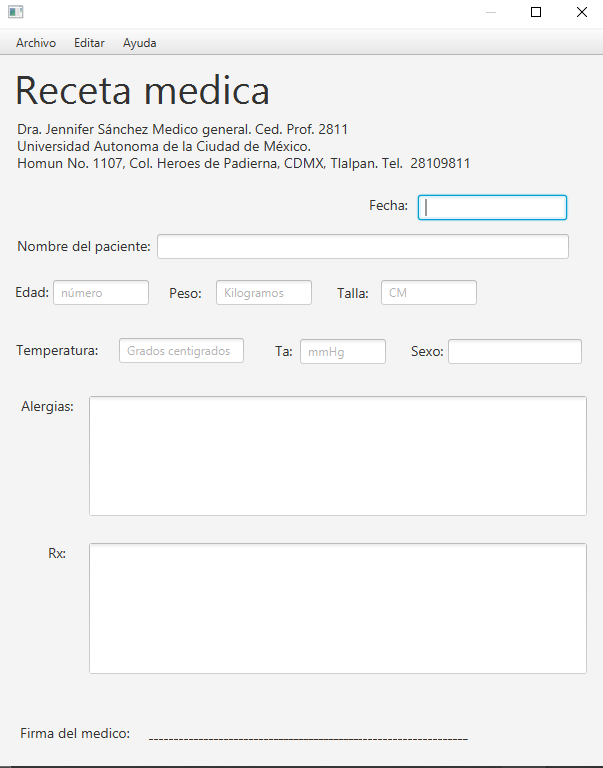 Archivo Editar Ayuda
Receta medica
Dra. Jennifer Sánchez Medico general. Ced. Prof. 2811
Universidad Autonoma de la Ciudad de México.
Homun No. 1107, Col. Heroes de Padierna, CDMX, Tlalpan. Tel. 28109811
Fecha:
Nombre del paciente:
Edad: número Peso: Kilogramos Talla: CM
Temperatura: Grados centigrados Ta: mmHg Sexo:
Alergias:
Rx:
Firma del medico: ________________________________________________________________